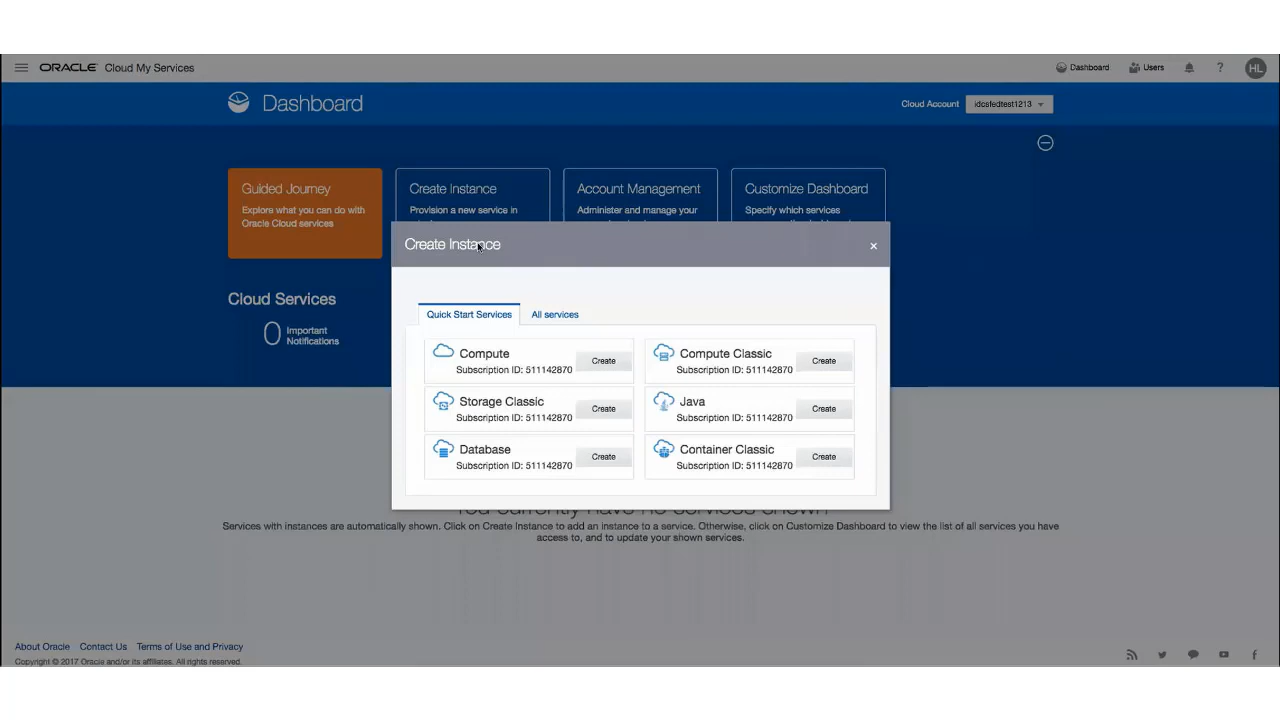 ORACLE Cloud My Services
Dashboard
Users
?
HL
Dashboard
Cloud Account
idcsfedtest1213
Guided Journey
Explore what you can do with
Oracle Cloud services
Create Instance
Provision a new service in
Account Management
Administer and manage your
Customize Dashboard
Specify which services
Create Instance
×
Quick Start Services
All services
Compute
Subscription ID: 511142870
Create
Compute Classic
Subscription ID: 511142870
Create
Storage Classic
Subscription ID: 511142870
Create
Java
Subscription ID: 511142870
Create
Database
Subscription ID: 511142870
Create
Container Classic
Subscription ID: 511142870
Create
Cloud Services
0
Important
Notifications
You currently have no services shown
Services with instances are automatically shown. Click on Create Instance to add an instance to a service. Otherwise, click on Customize Dashboard to view the list of all services you have
access to, and to update your shown services.
About Oracle
Contact Us
Terms of Use and Privacy
Copyright © 2017 Oracle and/or its affiliates. All rights reserved.